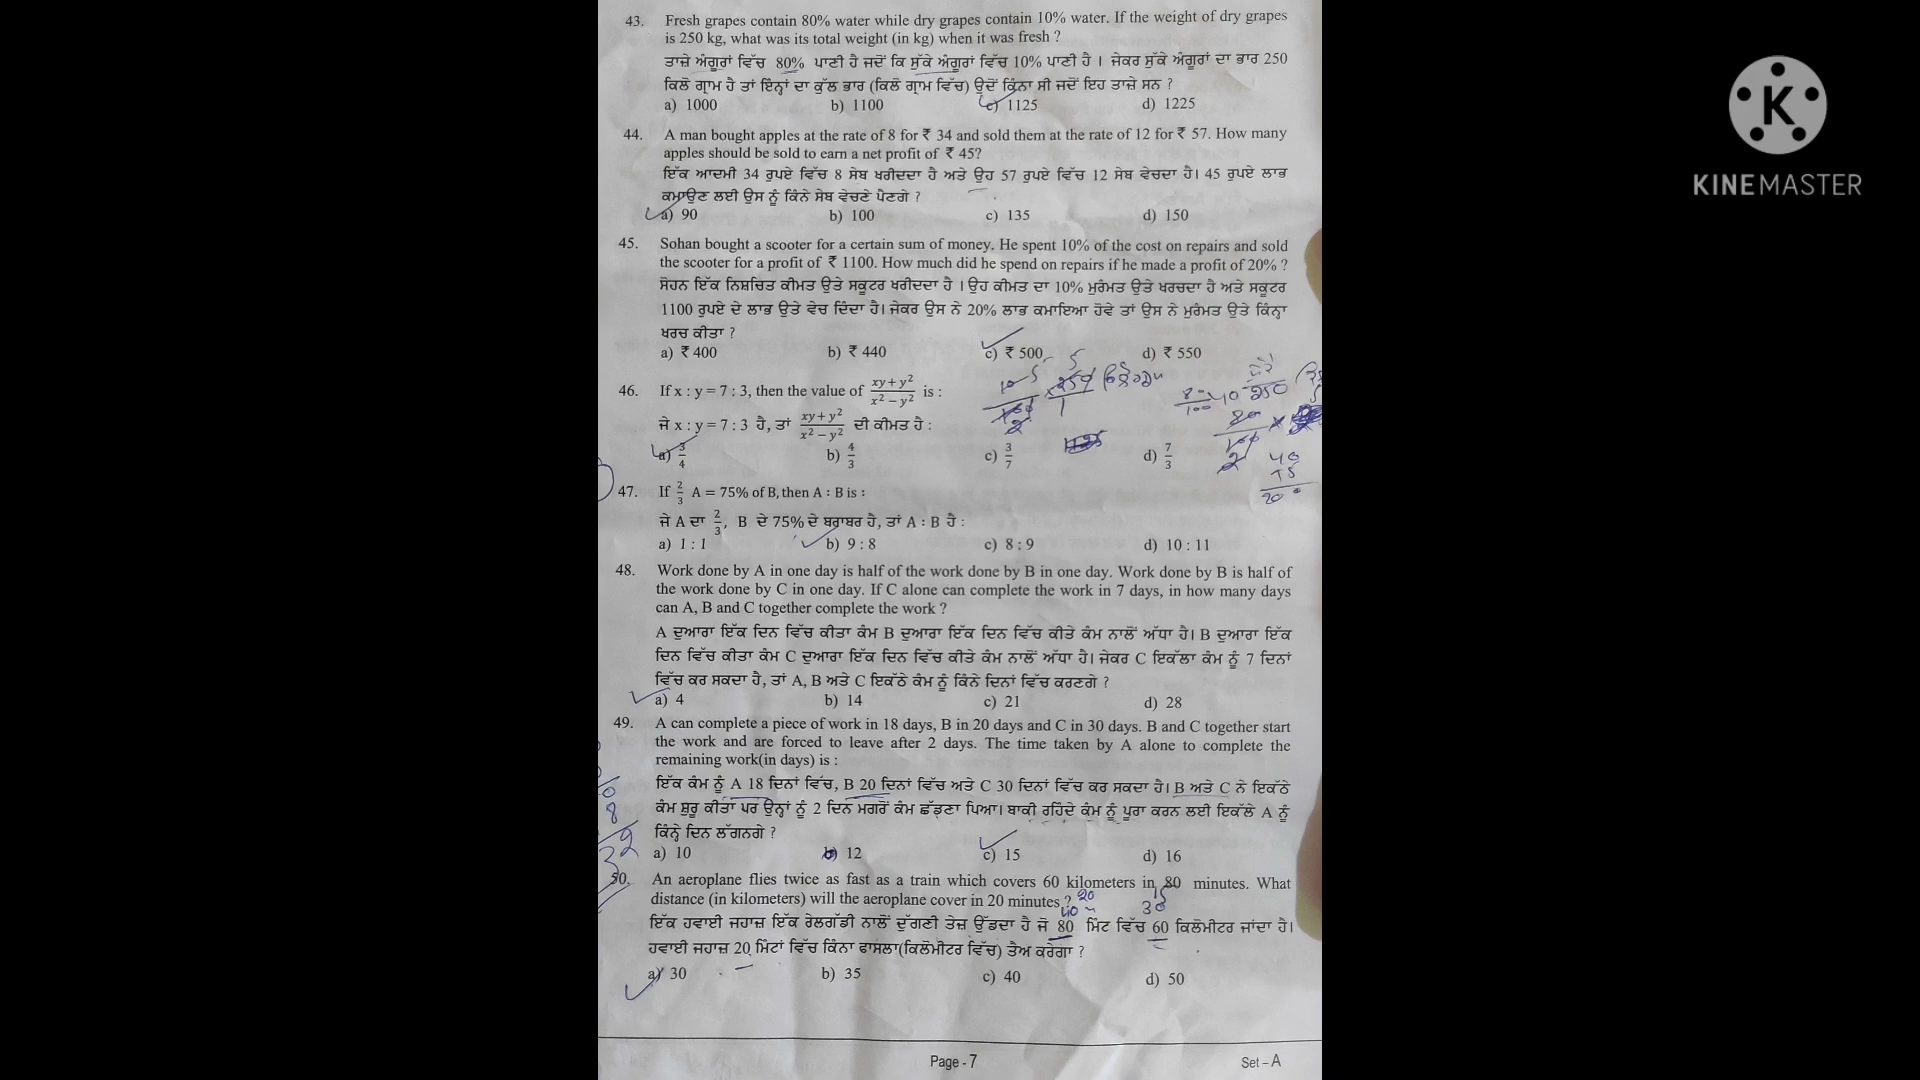 43. Fresh grapes contain 80% water while dry grapes contain 10% water. If the weight of dry grapes
is 250 kg, what was its total weight (in kg) when it was fresh ?
ਤਾਜ਼ੇ ਅੰਗੂਰਾਂ ਵਿੱਚ 80% ਪਾਣੀ ਹੈ ਜਦੋਂ ਕਿ ਸੁੱਕੇ ਅੰਗੂਰਾਂ ਵਿੱਚ 10% ਪਾਣੀ ਹੈ । ਜੇਕਰ ਸੁੱਕੇ ਅੰਗੂਰਾਂ ਦਾ ਭਾਰ 250
ਕਿਲੋ ਗ੍ਰਾਮ ਹੈ ਤਾਂ ਇੰਨ੍ਹਾਂ ਦਾ ਕੁੱਲ ਭਾਰ (ਕਿਲੋ ਗ੍ਰਾਮ ਵਿੱਚ) ਉਦੋਂ ਕਿੰਨਾ ਸੀ ਜਦੋਂ ਇਹ ਤਾਜ਼ੇ ਸਨ ?
a) 1000 b) 1100 c) 1125 d) 1225
44. A man bought apples at the rate of 8 for ₹ 34 and sold them at the rate of 12 for ₹ 57. How many
apples should be sold to earn a net profit of ₹ 45?
ਇੱਕ ਆਦਮੀ 34 ਰੁਪਏ ਵਿੱਚ 8 ਸੇਬ ਖਰੀਦਦਾ ਹੈ ਅਤੇ ਉਹ 57 ਰੁਪਏ ਵਿੱਚ 12 ਸੇਬ ਵੇਚਦਾ ਹੈ। 45 ਰੁਪਏ ਲਾਭ
ਕਮਾਉਣ ਲਈ ਉਸ ਨੂੰ ਕਿੰਨੇ ਸੇਬ ਵੇਚਣੇ ਪੈਣਗੇ ?
a) 90 b) 100 c) 135 d) 150
45. Sohan bought a scooter for a certain sum of money. He spent 10% of the cost on repairs and sold
the scooter for a profit of ₹ 1100. How much did he spend on repairs if he made a profit of 20% ?
ਸੋਹਨ ਇੱਕ ਨਿਸ਼ਚਿਤ ਕੀਮਤ ਉਤੇ ਸਕੂਟਰ ਖਰੀਦਦਾ ਹੈ । ਉਹ ਕੀਮਤ ਦਾ 10% ਮੁਰੰਮਤ ਉਤੇ ਖਰਚਦਾ ਹੈ ਅਤੇ ਸਕੂਟਰ
1100 ਰੁਪਏ ਦੇ ਲਾਭ ਉਤੇ ਵੇਚ ਦਿੰਦਾ ਹੈ। ਜੇਕਰ ਉਸ ਨੇ 20% ਲਾਭ ਕਮਾਇਆ ਹੋਵੇ ਤਾਂ ਉਸ ਨੇ ਮੁਰੰਮਤ ਉਤੇ ਕਿੰਨ੍ਹਾ
ਖਰਚ ਕੀਤਾ ?
a) ₹ 400 b) ₹ 440 c) ₹ 500 d) ₹ 550
46. If x : y = 7 : 3, then the value of (xy + y²)/(x² – y²) is :
ਜੇ x : y = 7 : 3 ਹੈ, ਤਾਂ (xy + y²)/(x² – y²) ਦੀ ਕੀਮਤ ਹੈ :
a) 3/4 b) 4/3 c) 3/7 d) 7/3
47. If 2/3 A = 75% of B, then A : B is :
ਜੇ A ਦਾ 2/3, B ਦੇ 75% ਦੇ ਬਰਾਬਰ ਹੈ, ਤਾਂ A : B ਹੈ :
a) 1 : 1 b) 9 : 8 c) 8 : 9 d) 10 : 11
48. Work done by A in one day is half of the work done by B in one day. Work done by B is half of
the work done by C in one day. If C alone can complete the work in 7 days, in how many days
can A, B and C together complete the work ?
A ਦੁਆਰਾ ਇੱਕ ਦਿਨ ਵਿੱਚ ਕੀਤਾ ਕੰਮ B ਦੁਆਰਾ ਇੱਕ ਦਿਨ ਵਿੱਚ ਕੀਤੇ ਕੰਮ ਨਾਲੋਂ ਅੱਧਾ ਹੈ। B ਦੁਆਰਾ ਇੱਕ
ਦਿਨ ਵਿੱਚ ਕੀਤਾ ਕੰਮ C ਦੁਆਰਾ ਇੱਕ ਦਿਨ ਵਿੱਚ ਕੀਤੇ ਕੰਮ ਨਾਲੋਂ ਅੱਧਾ ਹੈ। ਜੇਕਰ C ਇਕੱਲਾ ਕੰਮ ਨੂੰ 7 ਦਿਨਾਂ
ਵਿੱਚ ਕਰ ਸਕਦਾ ਹੈ, ਤਾਂ A, B ਅਤੇ C ਇਕੱਠੇ ਕੰਮ ਨੂੰ ਕਿੰਨੇ ਦਿਨਾਂ ਵਿੱਚ ਕਰਣਗੇ ?
a) 4 b) 14 c) 21 d) 28
49. A can complete a piece of work in 18 days, B in 20 days and C in 30 days. B and C together start
the work and are forced to leave after 2 days. The time taken by A alone to complete the
remaining work(in days) is :
ਇੱਕ ਕੰਮ ਨੂੰ A 18 ਦਿਨਾਂ ਵਿੱਚ, B 20 ਦਿਨਾਂ ਵਿੱਚ ਅਤੇ C 30 ਦਿਨਾਂ ਵਿੱਚ ਕਰ ਸਕਦਾ ਹੈ। B ਅਤੇ C ਨੇ ਇਕੱਠੇ
ਕੰਮ ਸ਼ੁਰੂ ਕੀਤਾ ਪਰ ਉਨ੍ਹਾਂ ਨੂੰ 2 ਦਿਨ ਮਗਰੋਂ ਕੰਮ ਛੱਡਣਾ ਪਿਆ। ਬਾਕੀ ਰਹਿੰਦੇ ਕੰਮ ਨੂੰ ਪੂਰਾ ਕਰਨ ਲਈ ਇਕੱਲੇ A ਨੂੰ
ਕਿੰਨ੍ਹੇ ਦਿਨ ਲੱਗਨਗੇ ?
a) 10 b) 12 c) 15 d) 16
50. An aeroplane flies twice as fast as a train which covers 60 kilometers in 80 minutes. What
distance (in kilometers) will the aeroplane cover in 20 minutes ?
ਇੱਕ ਹਵਾਈ ਜਹਾਜ਼ ਇੱਕ ਰੇਲਗੱਡੀ ਨਾਲੋਂ ਦੁੱਗਣੀ ਤੇਜ਼ ਉੱਡਦਾ ਹੈ ਜੋ 80 ਮਿੰਟ ਵਿੱਚ 60 ਕਿਲੋਮੀਟਰ ਜਾਂਦਾ ਹੈ।
ਹਵਾਈ ਜਹਾਜ਼ 20 ਮਿੰਟਾਂ ਵਿੱਚ ਕਿੰਨਾ ਫਾਸਲਾ(ਕਿਲੋਮੀਟਰ ਵਿੱਚ) ਤੈਅ ਕਰੇਗਾ ?
a) 30 b) 35 c) 40 d) 50
Page - 7 Set – A
K
KINEMASTER